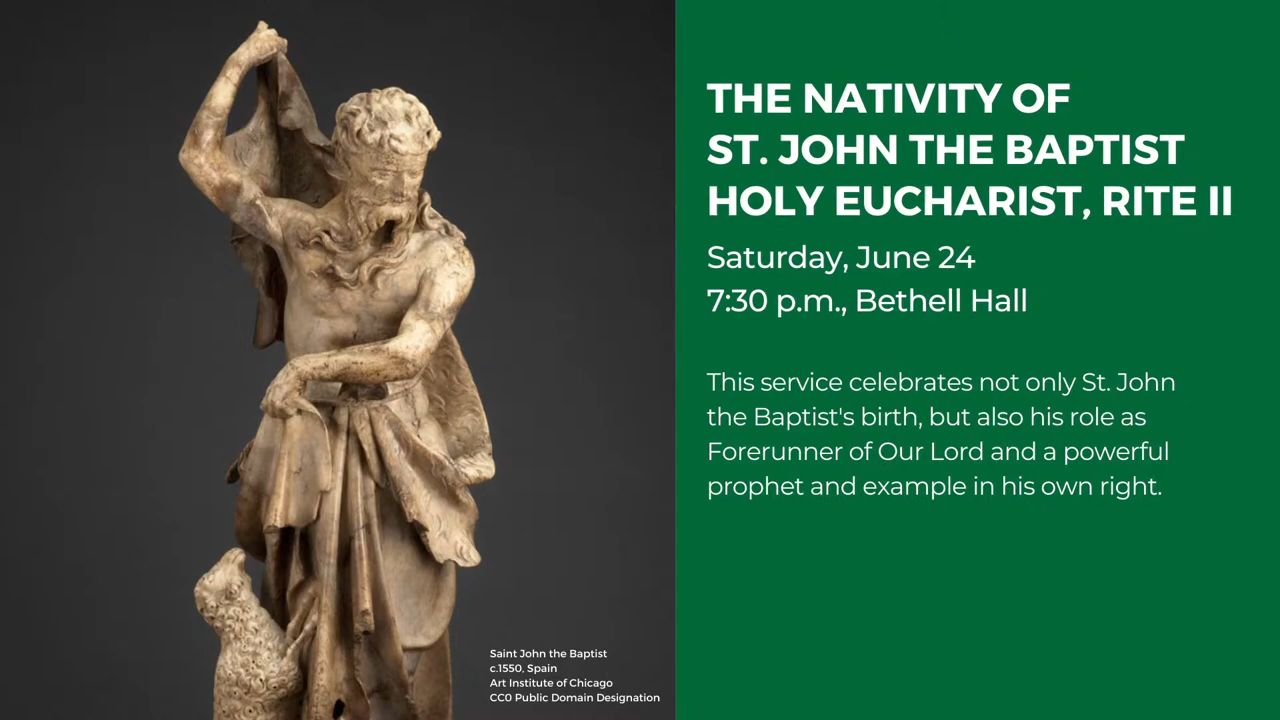 THE NATIVITY OF
ST. JOHN THE BAPTIST
HOLY EUCHARIST, RITE II
Saturday, June 24
7:30 p.m., Bethell Hall
This service celebrates not only St. John
the Baptist's birth, but also his role as
Forerunner of Our Lord and a powerful
prophet and example in his own right.
Saint John the Baptist
c.1550, Spain
Art Institute of Chicago
CC0 Public Domain Designation